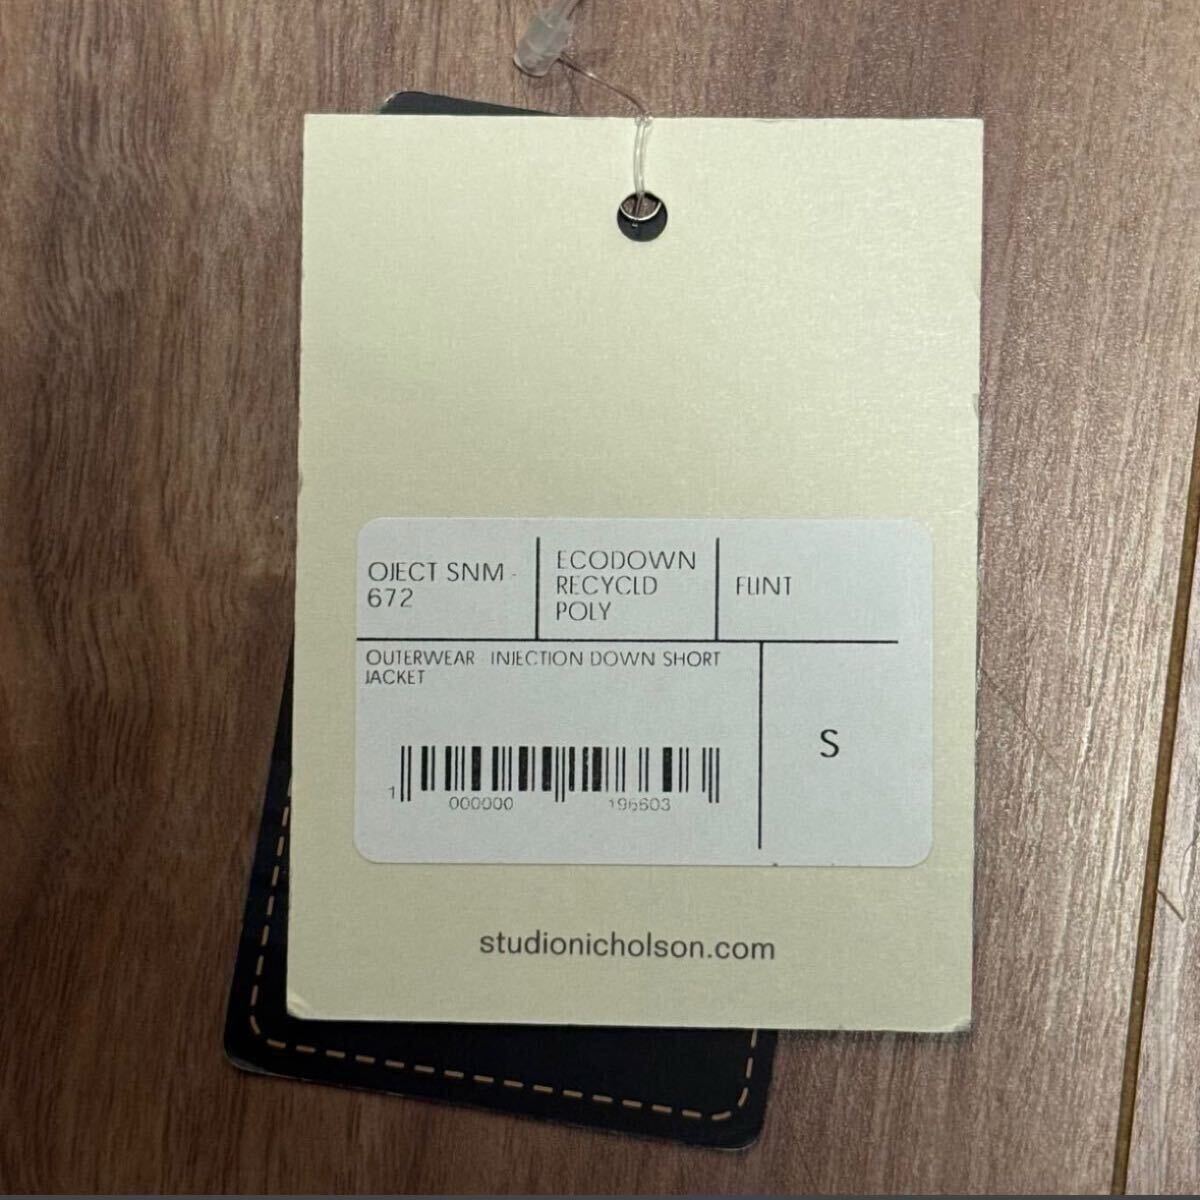 OJECT SNM -
672
ECODOWN
RECYCLD
POLY
FLINT
OUTERWEAR INJECTION DOWN SHORT
JACKET
S
1 000000 196603
studionicholson.com